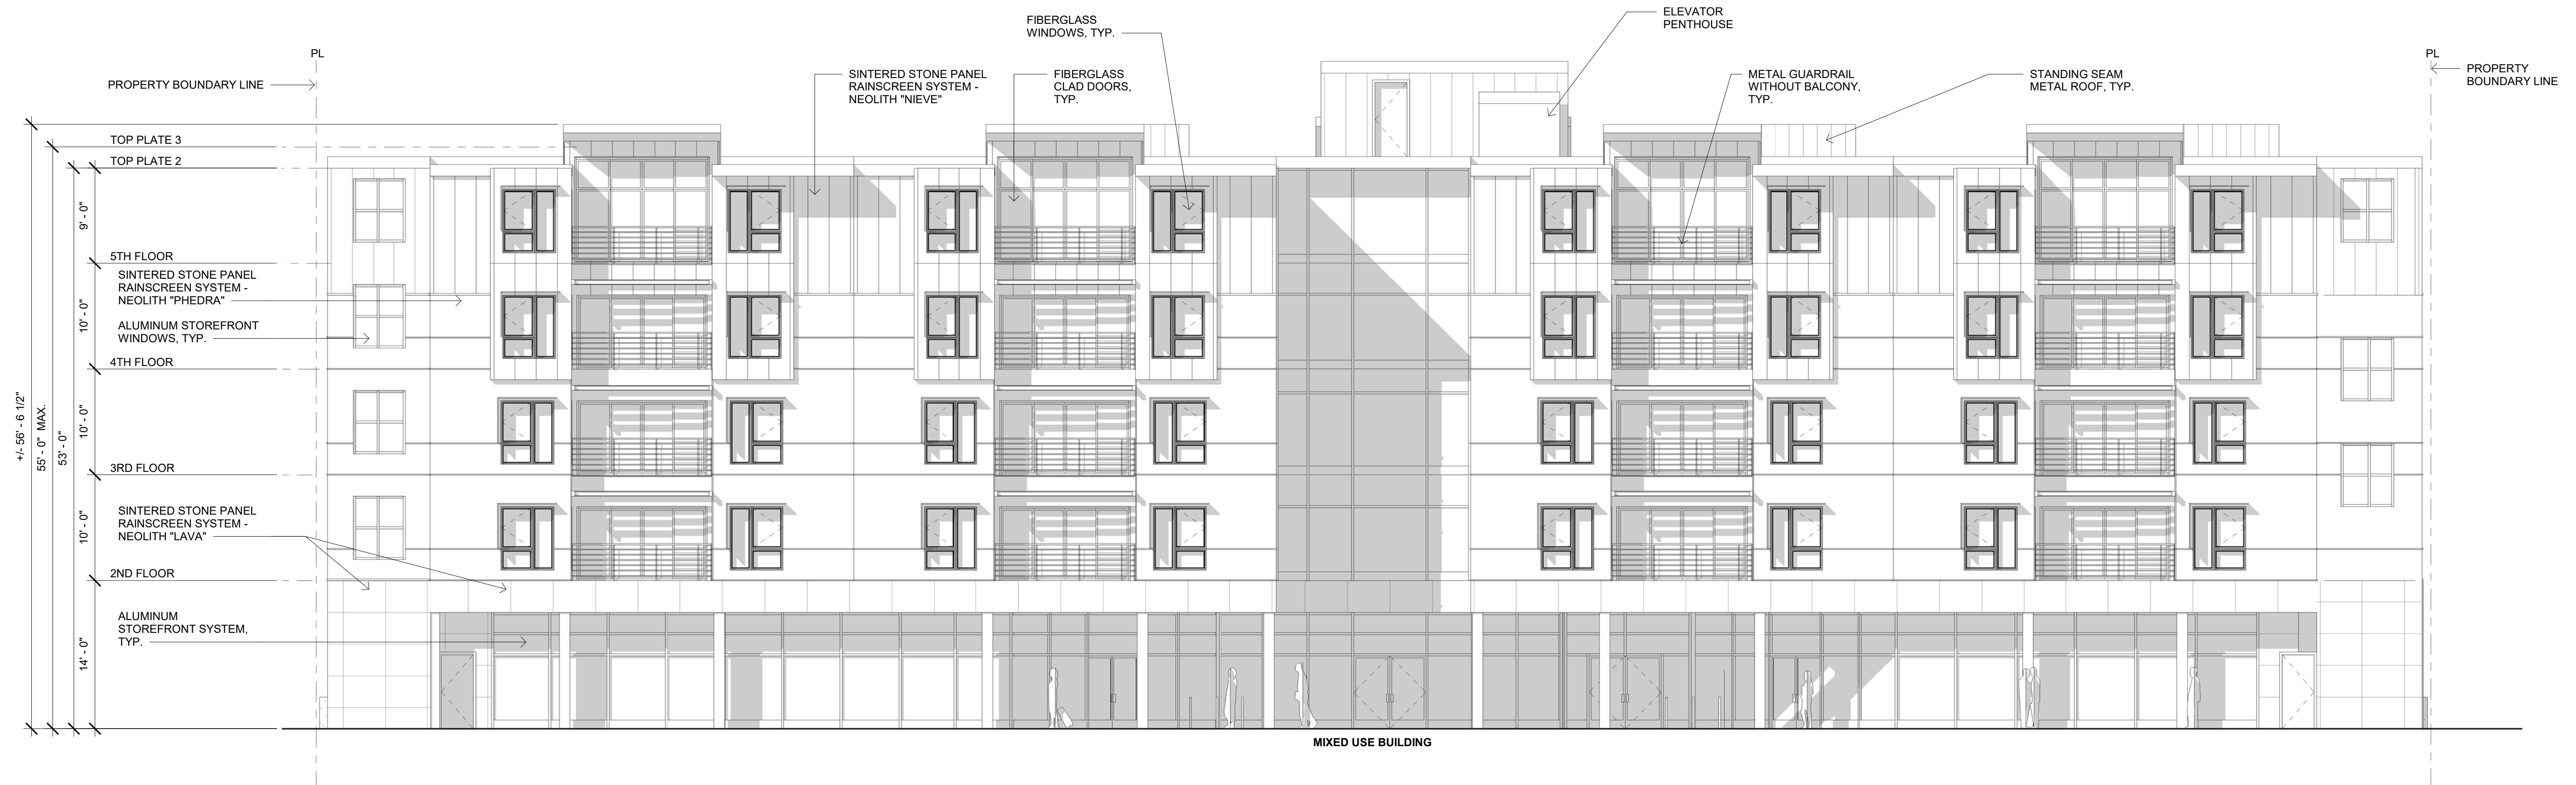 ELEVATOR
PENTHOUSE
FIBERGLASS
WINDOWS, TYP.
PL
PL
PROPERTY BOUNDARY LINE
SINTERED STONE PANEL
RAINSCREEN SYSTEM -
NEOLITH "NIEVE"
FIBERGLASS
CLAD DOORS,
TYP.
METAL GUARDRAIL
WITHOUT BALCONY,
TYP.
STANDING SEAM
METAL ROOF, TYP.
PROPERTY
BOUNDARY LINE
TOP PLATE 3
TOP PLATE 2
9' - 0"
5TH FLOOR
SINTERED STONE PANEL
RAINSCREEN SYSTEM -
NEOLITH "PHEDRA"
10' - 0"
ALUMINUM STOREFRONT
WINDOWS, TYP.
4TH FLOOR
+/- 56' - 6 1/2"
55' - 0" MAX.
53' - 0"
10' - 0"
3RD FLOOR
SINTERED STONE PANEL
RAINSCREEN SYSTEM -
NEOLITH "LAVA"
10' - 0"
2ND FLOOR
ALUMINUM
STOREFRONT SYSTEM,
TYP.
14' - 0"
MIXED USE BUILDING